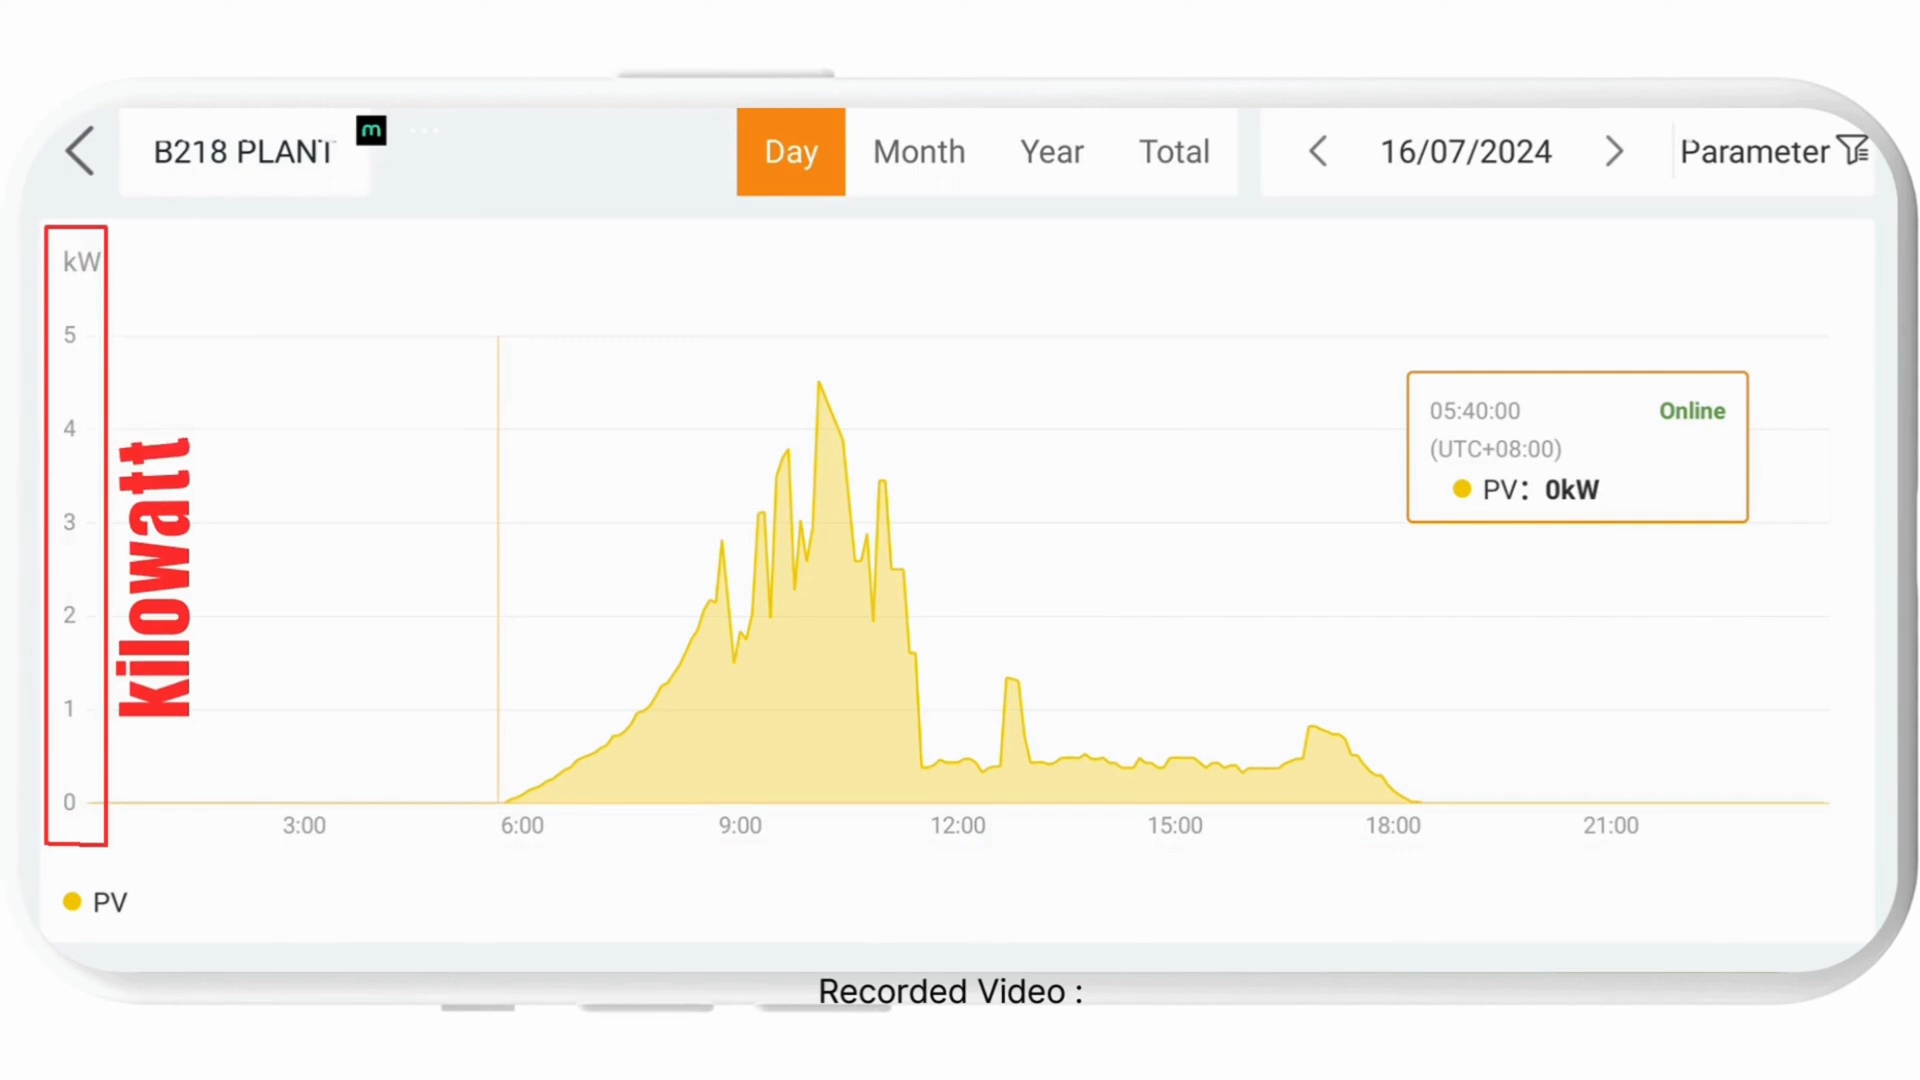 B218 PLANT
m
Day Month Year Total
16/07/2024
Parameter
kW
5
4
3
2
1
0
kilowatt
05:40:00 Online
(UTC+08:00)
PV: 0kW
3:00 6:00 9:00 12:00 15:00 18:00 21:00
PV
Recorded Video :